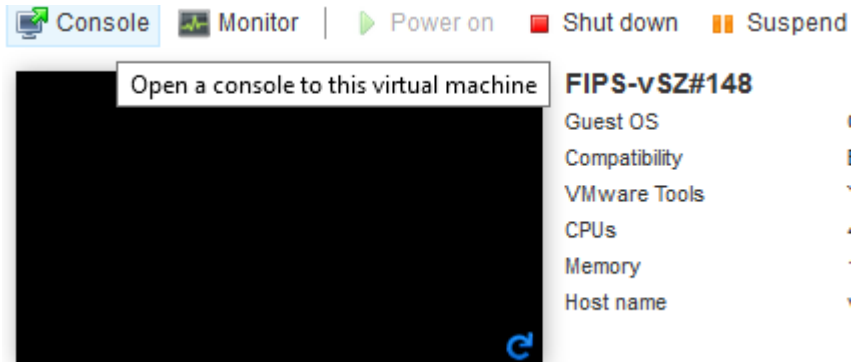 Console Monitor Power on Shut down Suspend
Open a console to this virtual machine
FIPS-vSZ#148
Guest OS
Compatibility
VMware Tools
CPUs
Memory
Host name